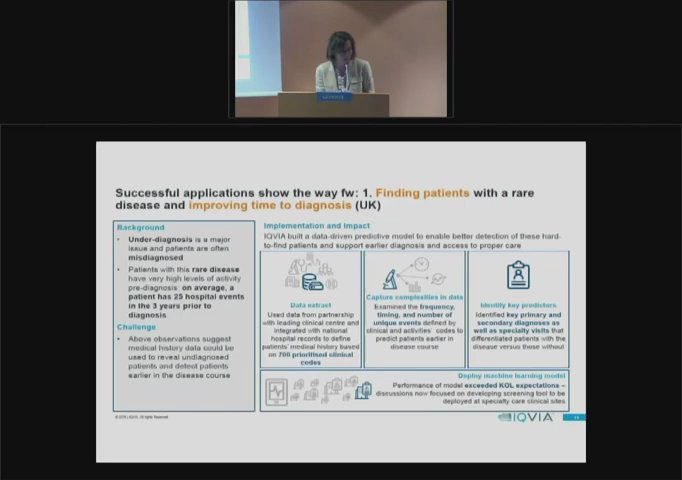 Successful applications show the way fw: 1. Finding patients with a rare
disease and improving time to diagnosis (UK)
Background
• Under-diagnosis is a major
issue and patients are often
misdiagnosed
• Patients with this rare disease
have very high levels of activity
pre-diagnosis: on average, a
patient has 25 hospital events
in the 3 years prior to
diagnosis
Challenge
• Above observations suggest
medical history data could be
used to reveal undiagnosed
patients and detect patients
earlier in the disease course
Implementation and Impact
IQVIA built a data-driven predictive model to enable better detection of these hard-
to-find patients and support earlier diagnosis and access to proper care
Data extract
Used data from partnership
with leading clinical centre and
integrated with national
hospital records to define
patients' medical history based
on 700 prioritised clinical
codes
Capture complexities in data
Examined the frequency,
timing, and number of
unique events defined by
clinical and activities' codes to
predict patients earlier in
disease course
Identify key predictors
Identified key primary and
secondary diagnoses as
well as specialty visits that
differentiated patients with the
disease versus those without
Deploy machine learning model
Performance of model exceeded KOL expectations –
discussions now focused on developing screening tool to be
deployed at specialty care clinical sites
IQVIA